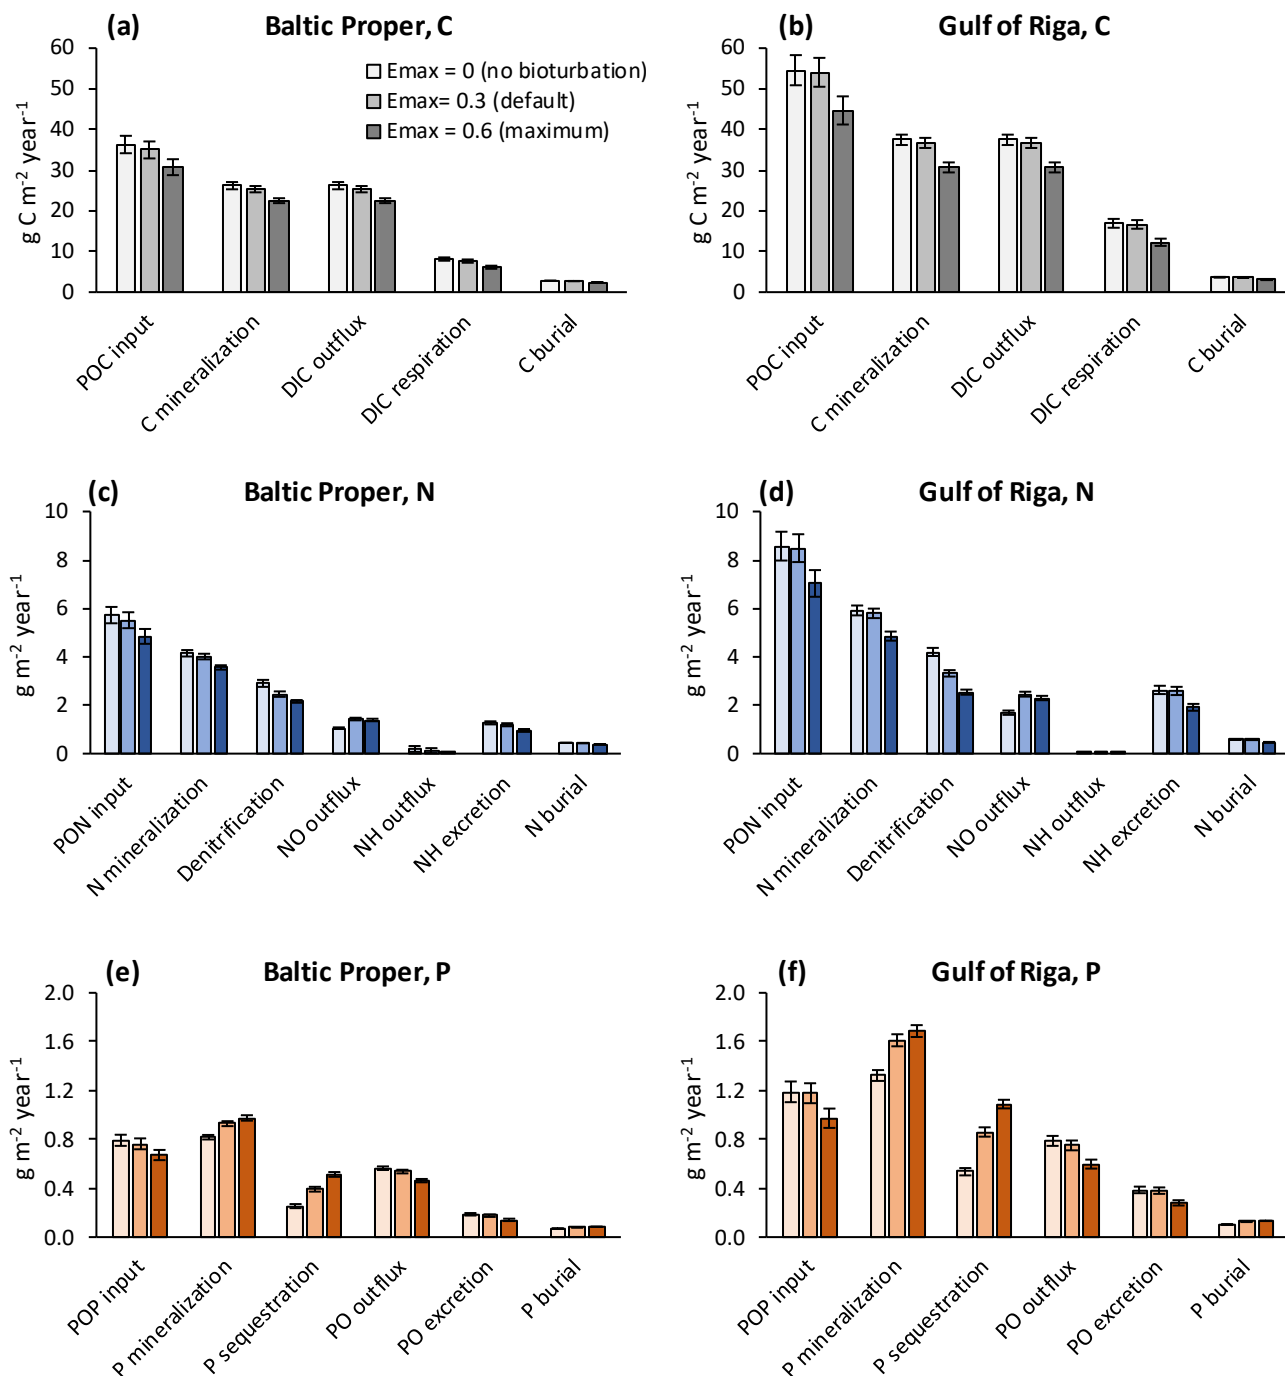 (a) Baltic Proper, C
60
50
40
30
20
10
0
g C m⁻² year⁻¹
Emax = 0 (no bioturbation)
Emax= 0.3 (default)
Emax = 0.6 (maximum)
POC input
C mineralization
DIC outflux
DIC respiration
C burial
(b) Gulf of Riga, C
60
50
40
30
20
10
0
g C m⁻² year⁻¹
POC input
C mineralization
DIC outflux
DIC respiration
C burial
(c) Baltic Proper, N
10
8
6
4
2
0
g m⁻² year⁻¹
PON input
N mineralization
Denitrification
NO outflux
NH outflux
NH excretion
N burial
(d) Gulf of Riga, N
10
8
6
4
2
0
g m⁻² year⁻¹
PON input
N mineralization
Denitrification
NO outflux
NH outflux
NH excretion
N burial
(e) Baltic Proper, P
2.0
1.6
1.2
0.8
0.4
0.0
g m⁻² year⁻¹
POP input
P mineralization
P sequestration
PO outflux
PO excretion
P burial
(f) Gulf of Riga, P
2.0
1.6
1.2
0.8
0.4
0.0
g m⁻² year⁻¹
POP input
P mineralization
P sequestration
PO outflux
PO excretion
P burial